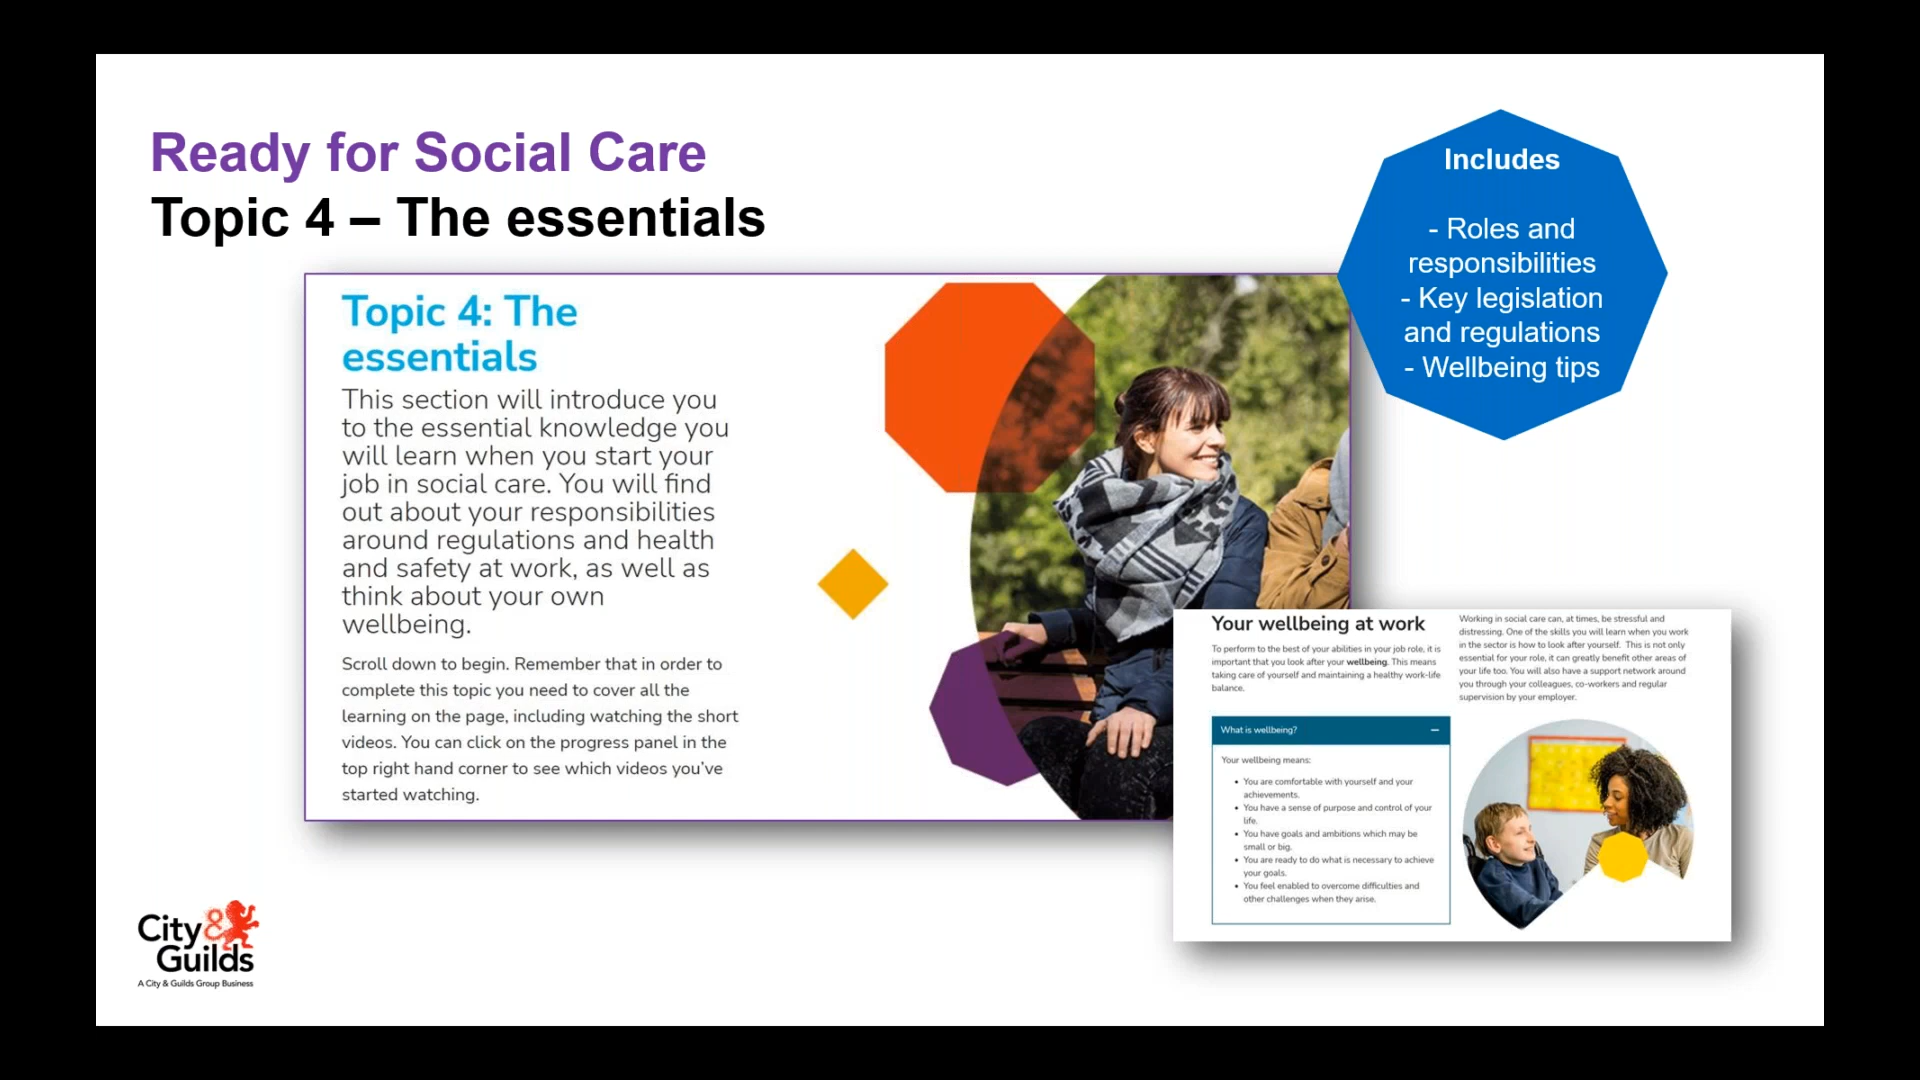 Ready for Social Care
Topic 4 – The essentials
Includes
- Roles and
responsibilities
- Key legislation
and regulations
- Wellbeing tips
Topic 4: The
essentials
This section will introduce you
to the essential knowledge you
will learn when you start your
job in social care. You will find
out about your responsibilities
around regulations and health
and safety at work, as well as
think about your own
wellbeing.
Scroll down to begin. Remember that in order to
complete this topic you need to cover all the
learning on the page, including watching the short
videos. You can click on the progress panel in the
top right hand corner to see which videos you've
started watching.
Your wellbeing at work
To perform to the best of your abilities in your job role, it is
important that you look after your wellbeing. This means
taking care of yourself and maintaining a healthy work-life
balance.
What is wellbeing?
Your wellbeing means:
• You are comfortable with yourself and your
achievements.
• You have a sense of purpose and control of your
life.
• You have goals and ambitions which may be
small or big.
• You are ready to do what is necessary to achieve
your goals.
• You feel enabled to overcome difficulties and
other challenges when they arise.
Working in social care can, at times, be stressful and
distressing. One of the skills you will learn when you work
in the sector is how to look after yourself. This is not only
essential for your role, it can greatly benefit other areas of
your life too. You will also have a support network around
you through your colleagues, co-workers and regular
supervision by your employer.
City &
Guilds
A City & Guilds Group Business